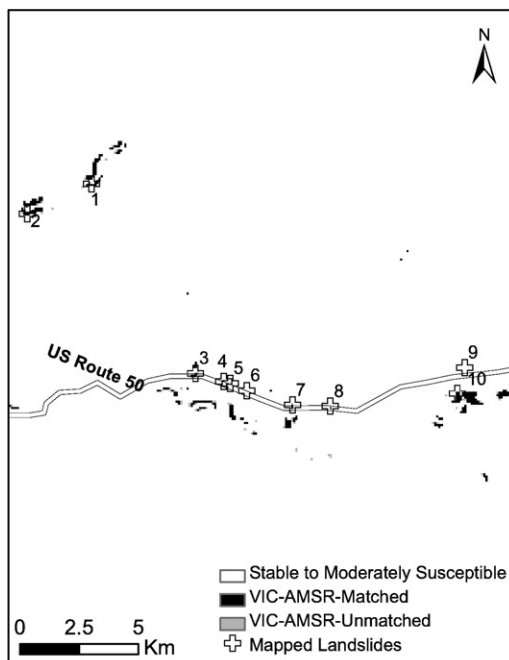 N
1
2
US Route 50
3
4
5
6
7
8
9
10
Stable to Moderately Susceptible
VIC-AMSR-Matched
VIC-AMSR-Unmatched
Mapped Landslides
0 2.5 5
Km